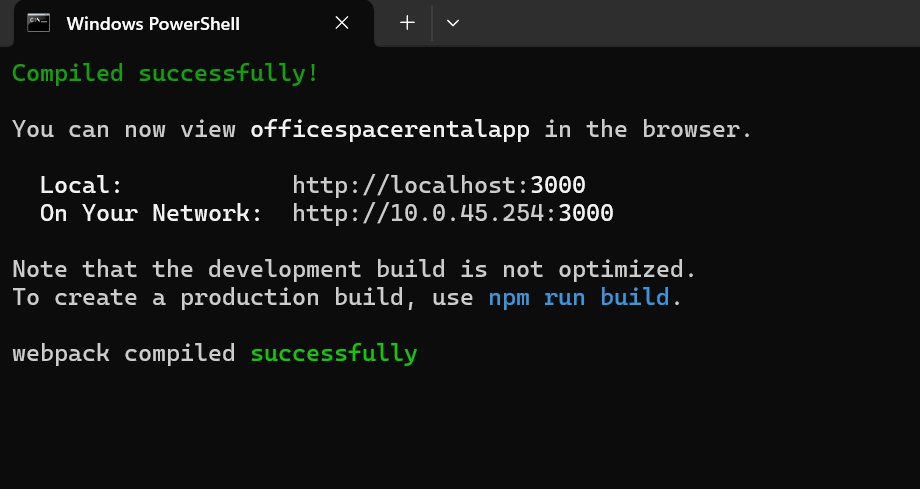 Windows PowerShell
Compiled successfully!
You can now view officespacerentalapp in the browser.
Local: http://localhost:3000
On Your Network: http://10.0.45.254:3000
Note that the development build is not optimized.
To create a production build, use npm run build.
webpack compiled successfully